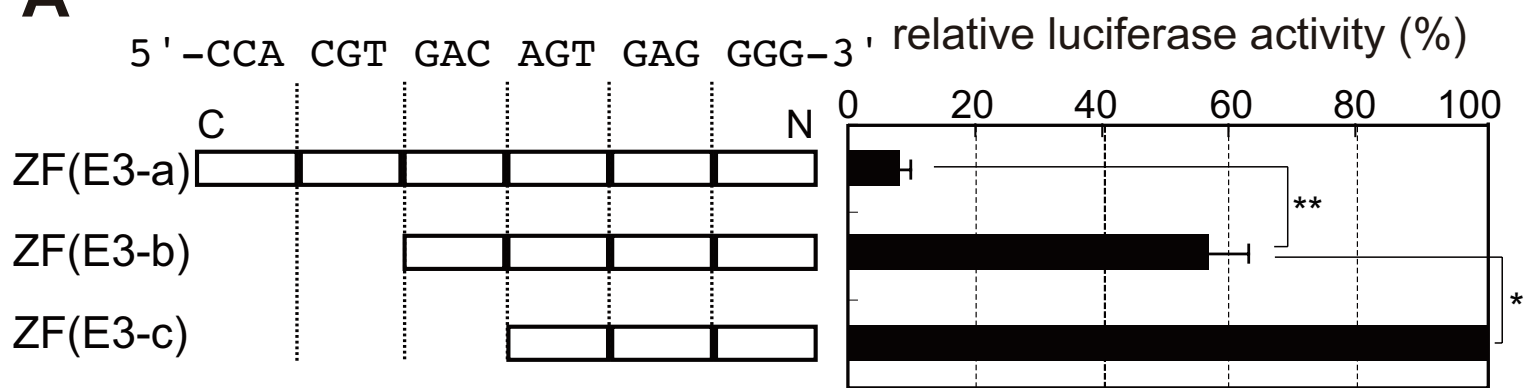 A
relative luciferase activity (%)
5'-CCA CGT GAC AGT GAG GGG-3'
0 20 40 60 80 100
C N
ZF(E3-a)
**
ZF(E3-b)
*
ZF(E3-c)